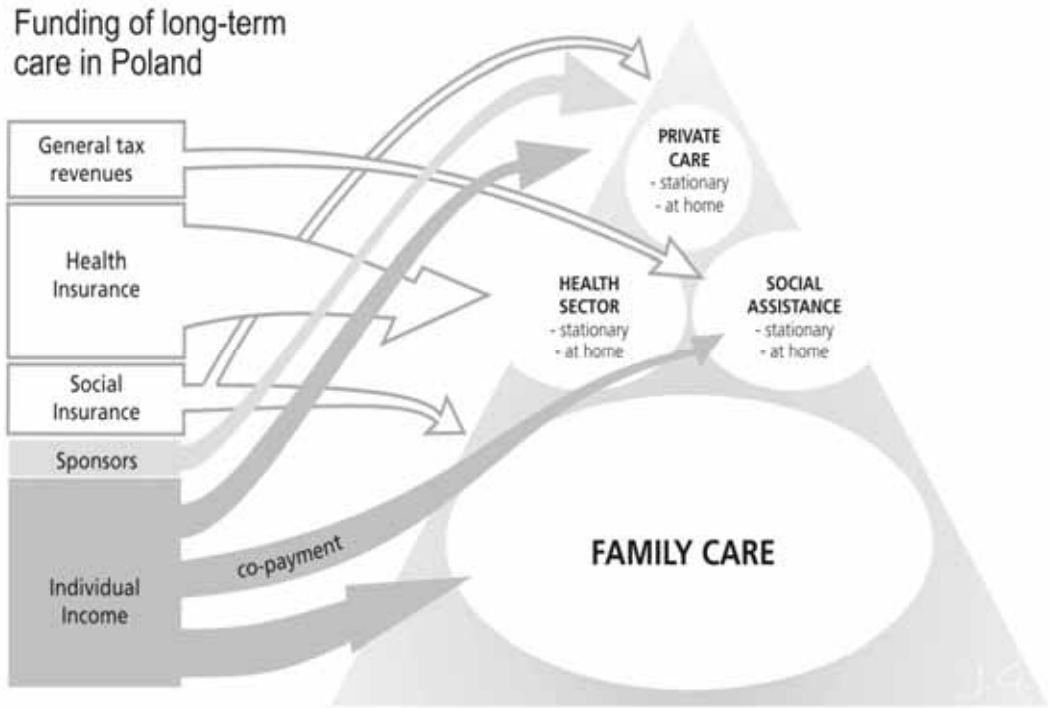 Funding of long-term
care in Poland
General tax
revenues
Health
Insurance
Social
Insurance
Sponsors
Individual
Income
co-payment
PRIVATE
CARE
- stationary
- at home
HEALTH
SECTOR
- stationary
- at home
SOCIAL
ASSISTANCE
- stationary
- at home
FAMILY CARE